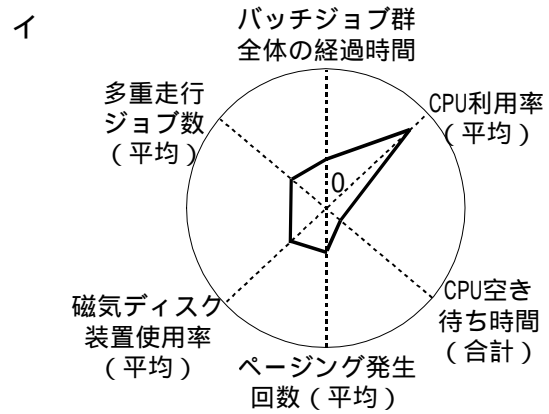 イ
バッチジョブ群
全体の経過時間
CPU利用率
(平均)
多重走行
ジョブ数
(平均)
0
磁気ディスク
装置使用率
(平均)
CPU空き
待ち時間
(合計)
ページング発生
回数(平均)